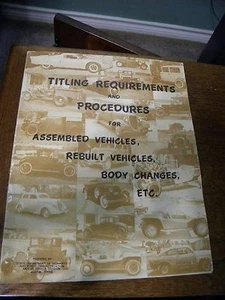 TITLING REQUIREMENTS
AND
PROCEDURES
FOR
ASSEMBLED VEHICLES,
REBUILT VEHICLES,
BODY CHANGES,
ETC.